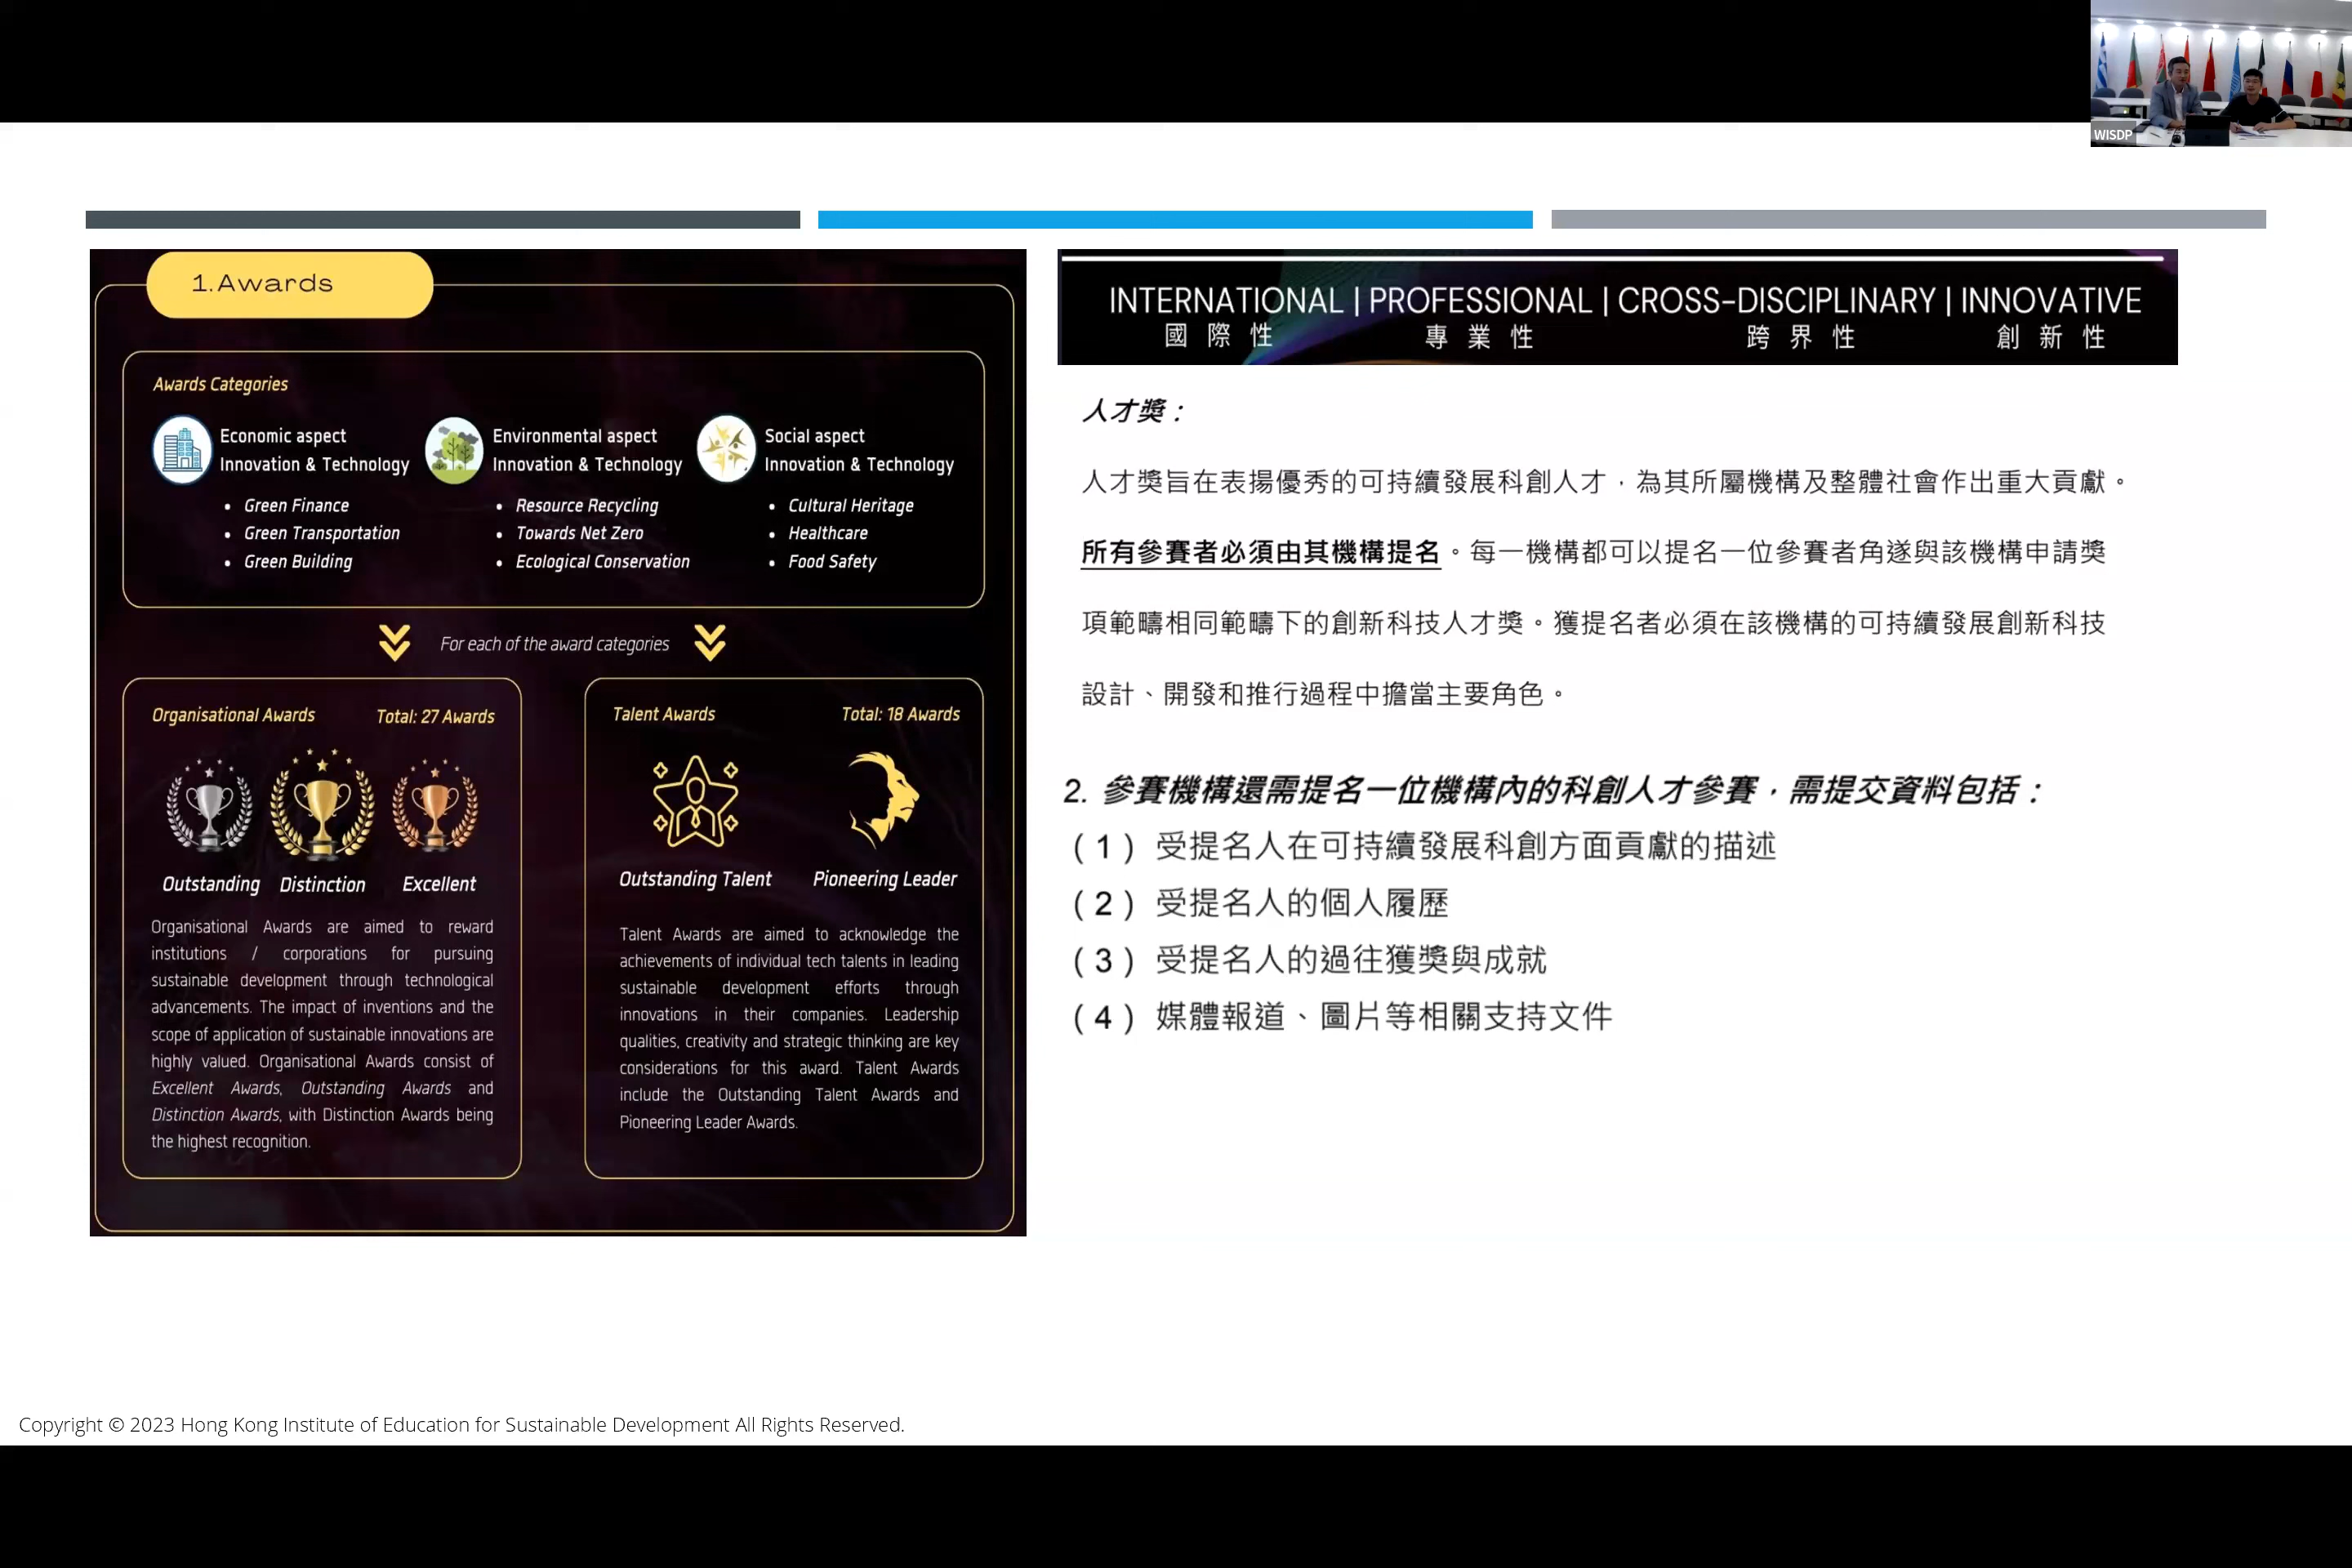 WISDP
1.Awards
Awards Categories
Economic aspect
Innovation & Technology
• Green Finance
• Green Transportation
• Green Building
Environmental aspect
Innovation & Technology
• Resource Recycling
• Towards Net Zero
• Ecological Conservation
Social aspect
Innovation & Technology
• Cultural Heritage
• Healthcare
• Food Safety
For each of the award categories
Organisational Awards Total: 27 Awards
Outstanding Distinction Excellent
Organisational Awards are aimed to reward
institutions / corporations for pursuing
sustainable development through technological
advancements. The impact of inventions and the
scope of application of sustainable innovations are
highly valued. Organisational Awards consist of
Excellent Awards, Outstanding Awards and
Distinction Awards, with Distinction Awards being
the highest recognition.
Talent Awards Total: 18 Awards
Outstanding Talent Pioneering Leader
Talent Awards are aimed to acknowledge the
achievements of individual tech talents in leading
sustainable development efforts through
innovations in their companies. Leadership
qualities, creativity and strategic thinking are key
considerations for this award. Talent Awards
include the Outstanding Talent Awards and
Pioneering Leader Awards.
INTERNATIONAL | PROFESSIONAL | CROSS-DISCIPLINARY | INNOVATIVE
國際性 專業性 跨界性 創新性
人才獎：
人才獎旨在表揚優秀的可持續發展科創人才，為其所屬機構及整體社會作出重大貢獻。
所有參賽者必須由其機構提名。每一機構都可以提名一位參賽者角逐與該機構申請獎
項範疇相同範疇下的創新科技人才獎。獲提名者必須在該機構的可持續發展創新科技
設計、開發和推行過程中擔當主要角色。
2. 參賽機構還需提名一位機構內的科創人才參賽，需提交資料包括：
（1）受提名人在可持續發展科創方面貢獻的描述
（2）受提名人的個人履歷
（3）受提名人的過往獲獎與成就
（4）媒體報道、圖片等相關支持文件
Copyright © 2023 Hong Kong Institute of Education for Sustainable Development All Rights Reserved.